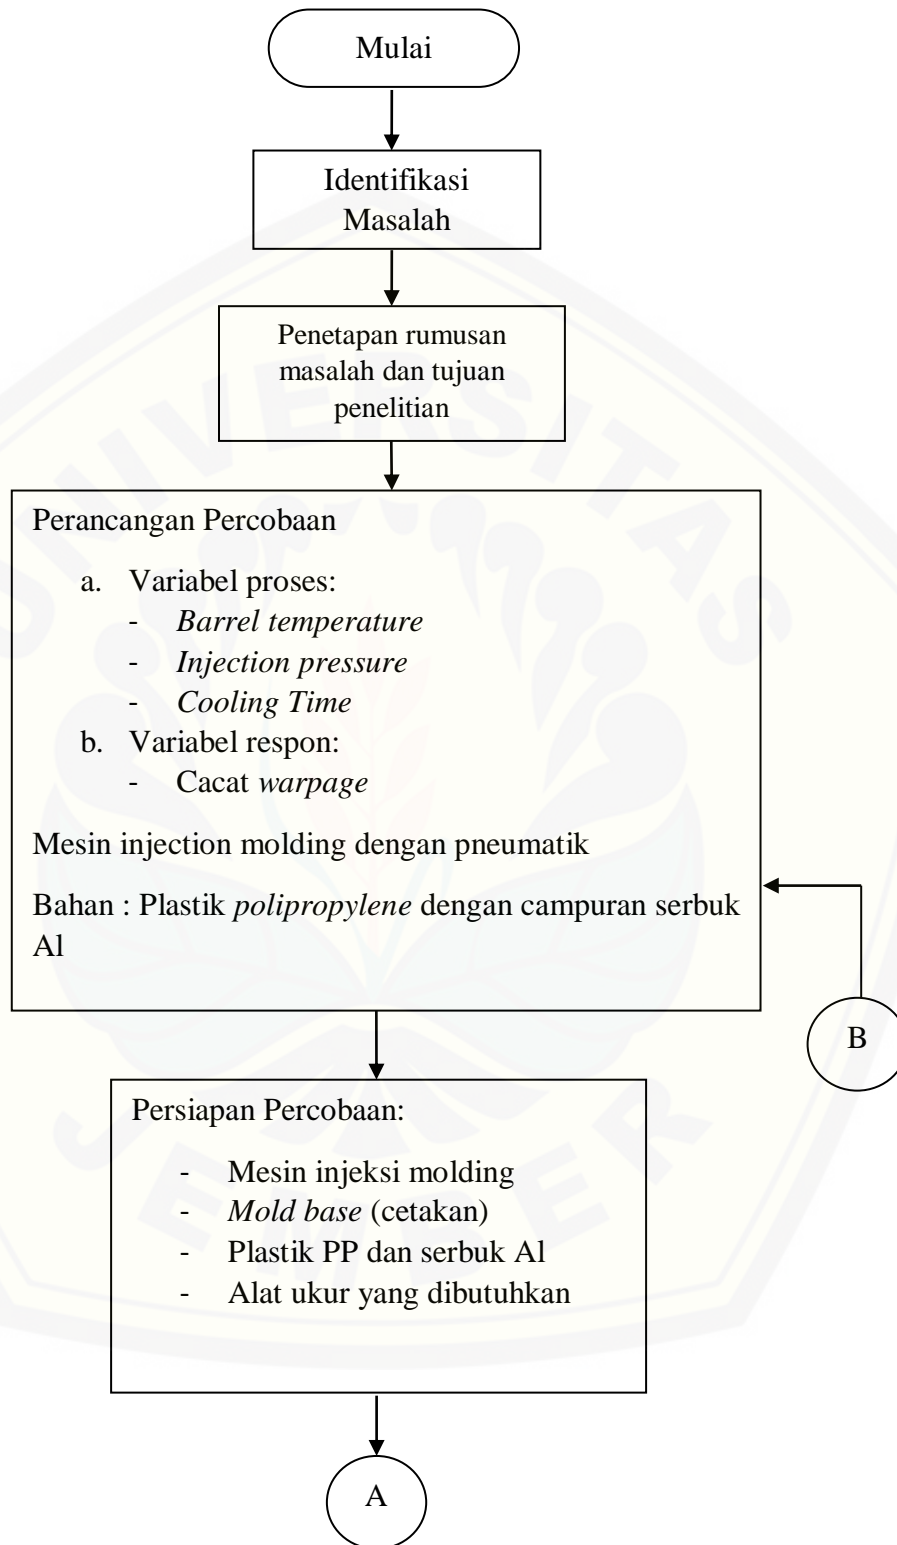 Mulai
Identifikasi
Masalah
Penetapan rumusan
masalah dan tujuan
penelitian
Perancangan Percobaan
a. Variabel proses:
- Barrel temperature
- Injection pressure
- Cooling Time
b. Variabel respon:
- Cacat warpage
Mesin injection molding dengan pneumatik
Bahan : Plastik polipropylene dengan campuran serbuk
Al
B
Persiapan Percobaan:
- Mesin injeksi molding
- Mold base (cetakan)
- Plastik PP dan serbuk Al
- Alat ukur yang dibutuhkan
A
UNIVERSITAS
JEMBER